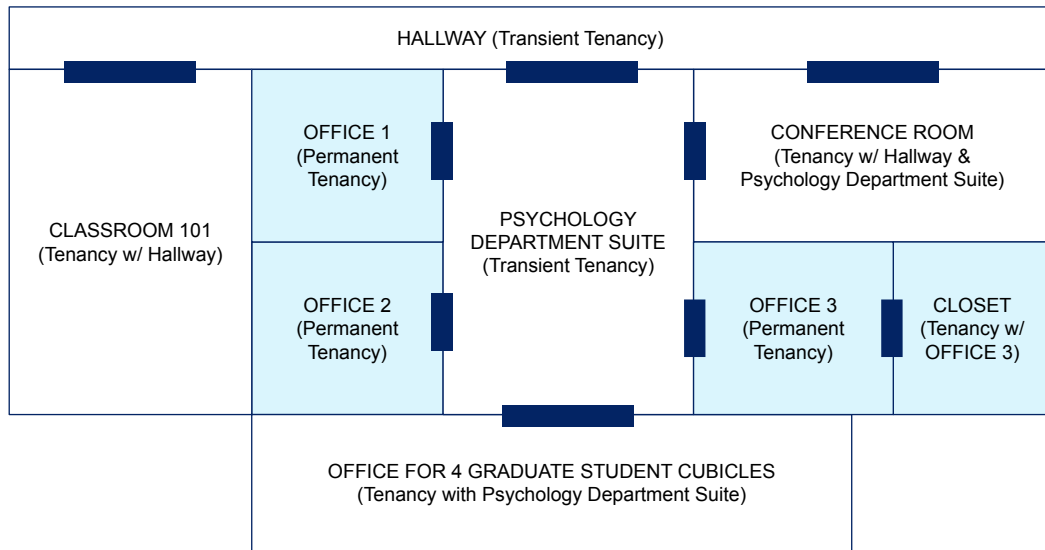 HALLWAY (Transient Tenancy)
OFFICE 1
(Permanent
Tenancy)
CONFERENCE ROOM
(Tenancy w/ Hallway &
Psychology Department Suite)
CLASSROOM 101
(Tenancy w/ Hallway)
PSYCHOLOGY
DEPARTMENT SUITE
(Transient Tenancy)
OFFICE 2
(Permanent
Tenancy)
OFFICE 3
(Permanent
Tenancy)
CLOSET
(Tenancy w/
OFFICE 3)
OFFICE FOR 4 GRADUATE STUDENT CUBICLES
(Tenancy with Psychology Department Suite)